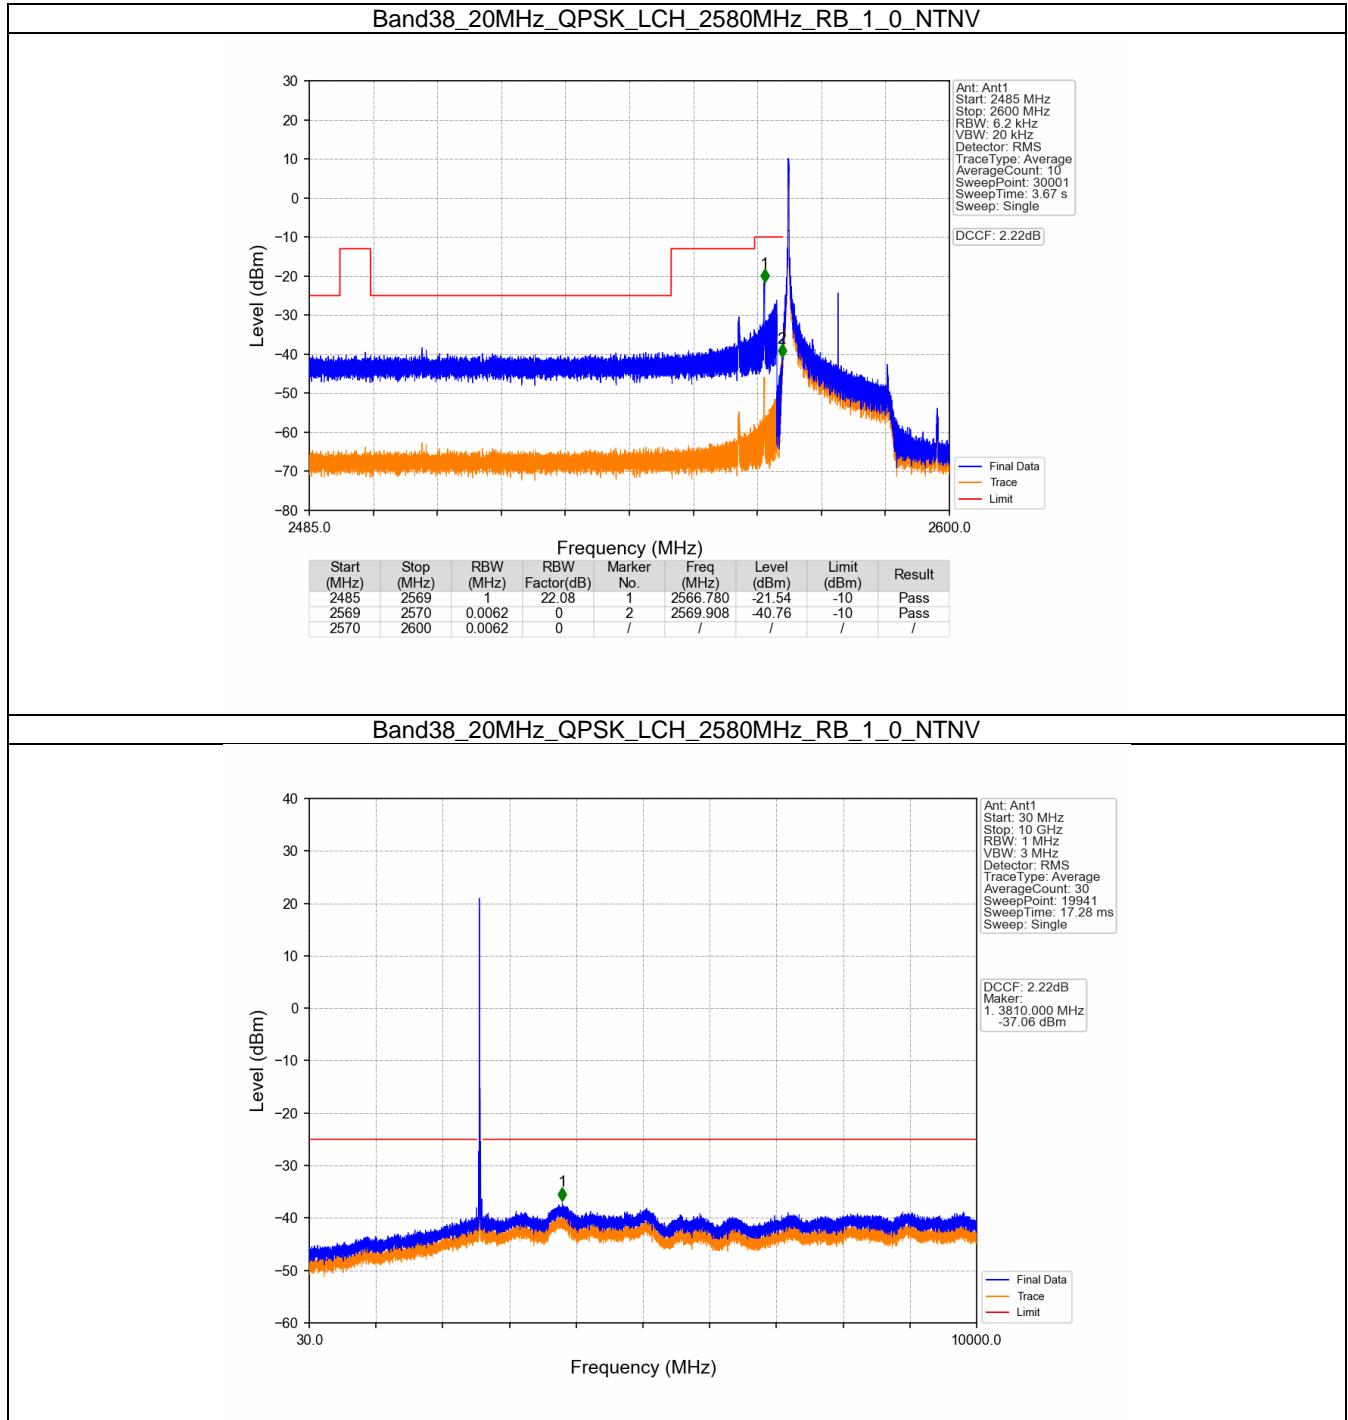 Band38_20MHz_QPSK_LCH_2580MHz_RB_1_0_NTNV
30
20
10
0
−10
−20
−30
−40
−50
−60
−70
−80
Level (dBm)
1
2
Ant: Ant1
Start: 2485 MHz
Stop: 2600 MHz
RBW: 6.2 kHz
VBW: 20 kHz
Detector: RMS
TraceType: Average
AverageCount: 10
SweepPoint: 30001
SweepTime: 3.67 s
Sweep: Single
DCCF: 2.22dB
Final Data
Trace
Limit
2485.0 2600.0
Frequency (MHz)
Start (MHz) Stop (MHz) RBW (MHz) RBW Factor(dB) Marker No. Freq (MHz) Level (dBm) Limit (dBm) Result
2485 2569 1 22.08 1 2566.780 -21.54 -10 Pass
2569 2570 0.0062 0 2 2569.908 -40.76 -10 Pass
2570 2600 0.0062 0 / / / / /
Band38_20MHz_QPSK_LCH_2580MHz_RB_1_0_NTNV
40
30
20
10
0
−10
−20
−30
−40
−50
−60
Level (dBm)
1
Ant: Ant1
Start: 30 MHz
Stop: 10 GHz
RBW: 1 MHz
VBW: 3 MHz
Detector: RMS
TraceType: Average
AverageCount: 30
SweepPoint: 19941
SweepTime: 17.28 ms
Sweep: Single
DCCF: 2.22dB
Maker:
1. 3810.000 MHz
-37.06 dBm
Final Data
Trace
Limit
30.0 10000.0
Frequency (MHz)